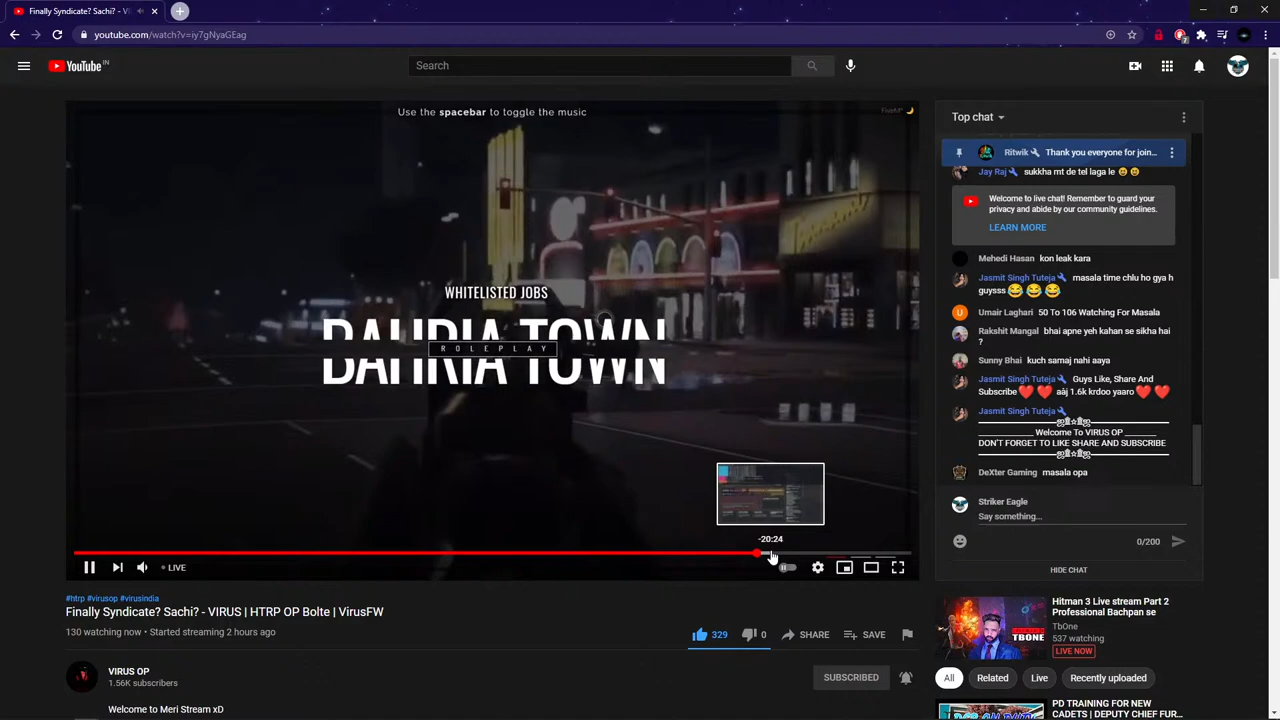 Finally Syndicate? Sachi? - VI
youtube.com/watch?v=iy7gNyaGEag
7
YouTube IN
Search
Use the spacebar to toggle the music
FiveM
WHITELISTED JOBS
BAHRIA TOWN
ROLEPLAY
-20:24
LIVE
Top chat
Ritwik Thank you everyone for join...
Jay Raj sukkha mt de tel laga le
Welcome to live chat! Remember to guard your
privacy and abide by our community guidelines.
LEARN MORE
Mehedi Hasan kon leak kara
Jasmit Singh Tuteja masala time chlu ho gya h
guysss 😂 😂 😂
Umair Laghari 50 To 106 Watching For Masala
Rakshit Mangal bhai apne yeh kahan se sikha hai
?
Sunny Bhai kuch samaj nahi aaya
Jasmit Singh Tuteja Guys Like, Share And
Subscribe❤️ ❤️ aàj 1.6k krdoo yaaro❤️ ❤️
Jasmit Singh Tuteja
Welcome To VIRUS OP
DON'T FORGET TO LIKE SHARE AND SUBSCRIBE
DeXter Gaming masala opa
Striker Eagle
Say something...
0/200
HIDE CHAT
#htrp #virusop #virusindia
Finally Syndicate? Sachi? - VIRUS | HTRP OP Bolte | VirusFW
130 watching now • Started streaming 2 hours ago
329
0
SHARE
SAVE
VIRUS OP
1.56K subscribers
SUBSCRIBED
Welcome to Meri Stream xD
TBONE
Hitman 3 Live stream Part 2
Professional Bachpan se
TbOne
537 watching
LIVE NOW
All
Related
Live
Recently uploaded
PD TRAINING FOR NEW
CADETS | DEPUTY CHIEF FUR...